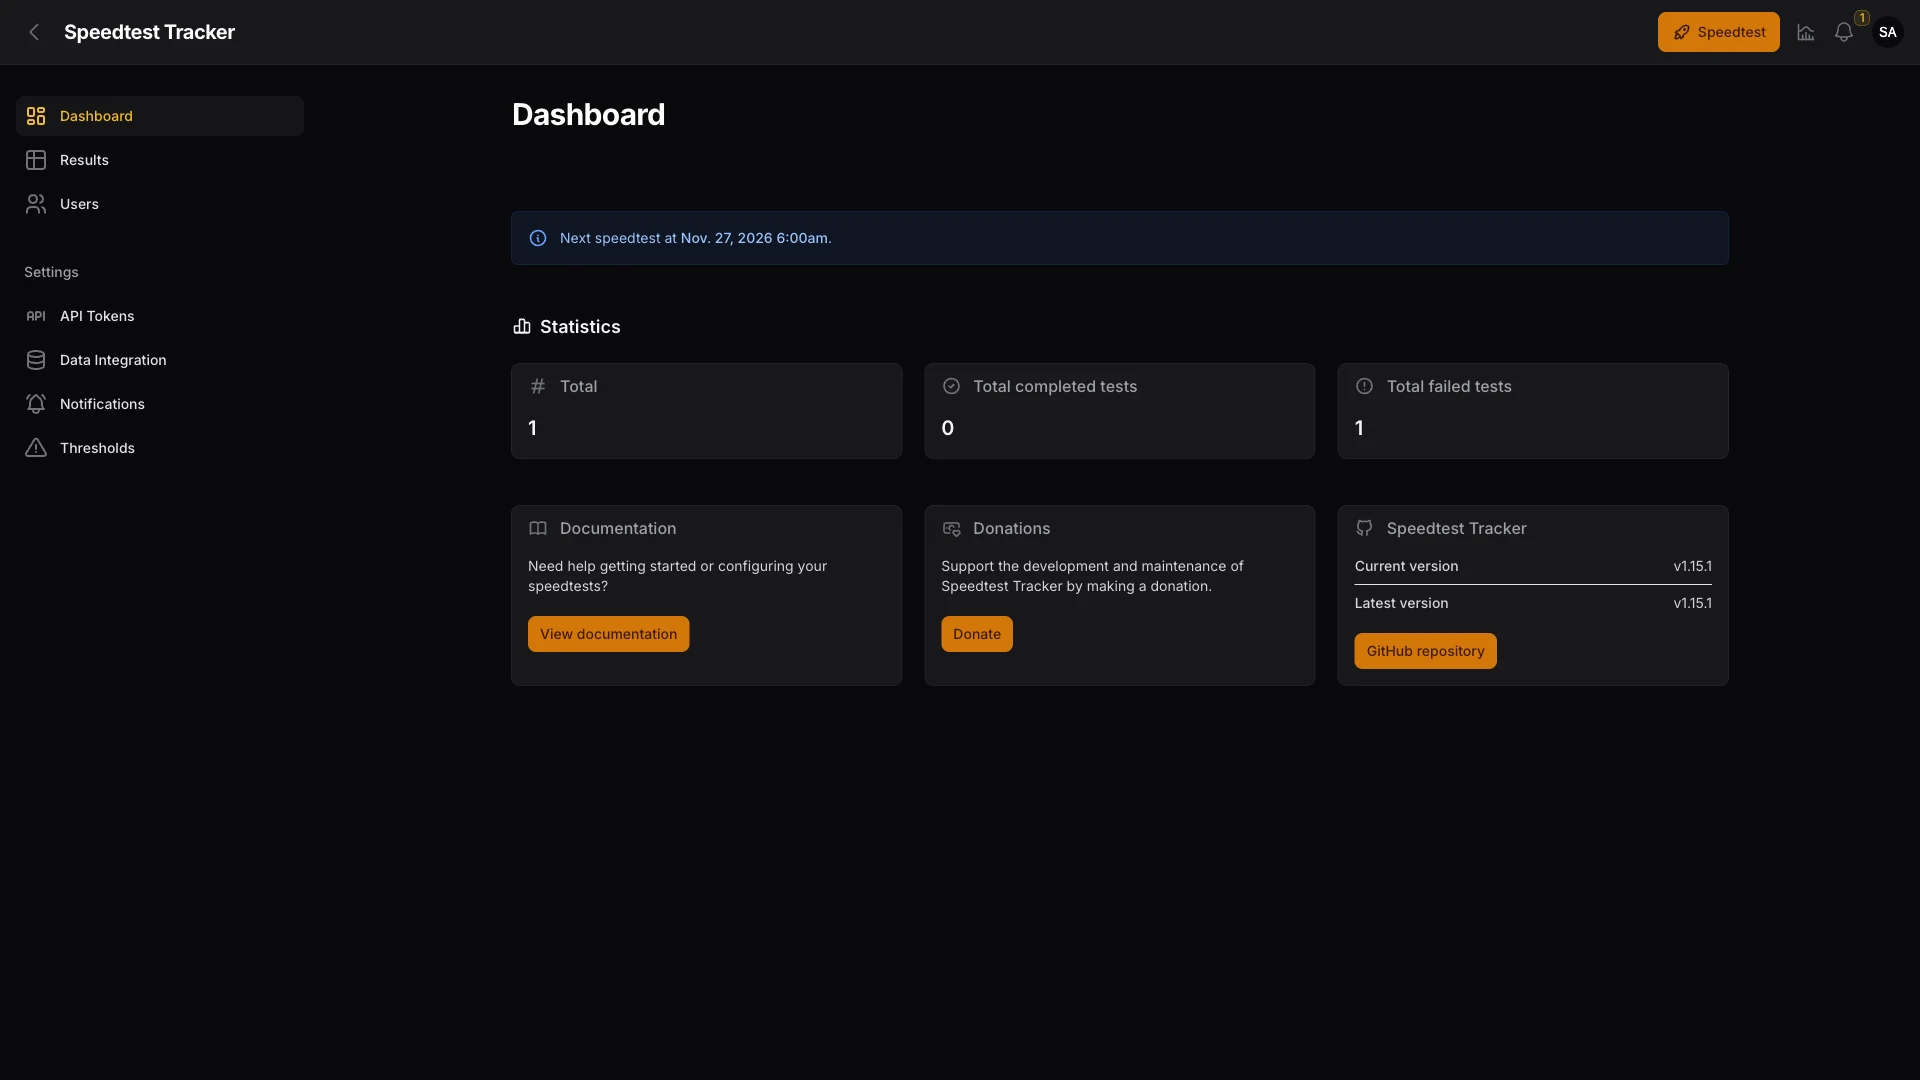 Speedtest Tracker
Speedtest
1
SA
Dashboard
Results
Users
Settings
API
API Tokens
Data Integration
Notifications
Thresholds
Dashboard
Next speedtest at Nov. 27, 2026 6:00am.
Statistics
Total
1
Total completed tests
0
Total failed tests
1
Documentation
Need help getting started or configuring your
speedtests?
View documentation
Donations
Support the development and maintenance of
Speedtest Tracker by making a donation.
Donate
Speedtest Tracker
Current version v1.15.1
Latest version v1.15.1
GitHub repository